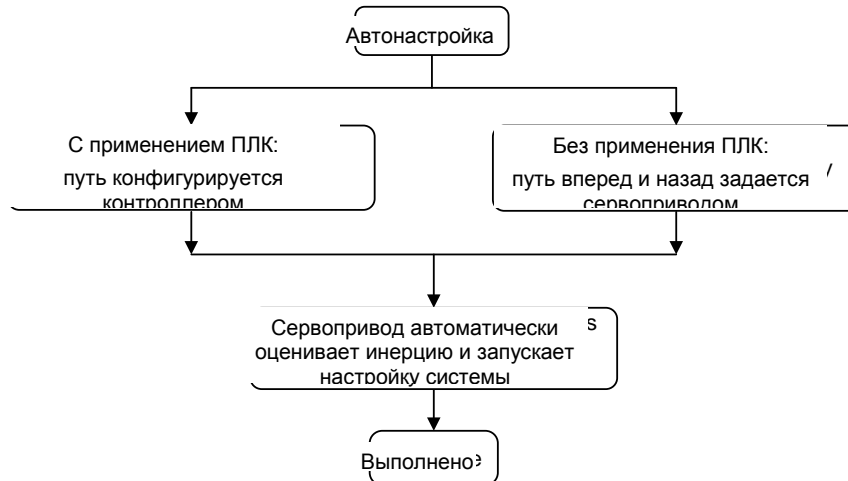 Автонастройка
С применением ПЛК:
путь конфигурируется
контроллером
Без применения ПЛК:
путь вперед и назад задается
сервоприводом
Сервопривод автоматически
оценивает инерцию и запускает
настройку системы
Выполнено